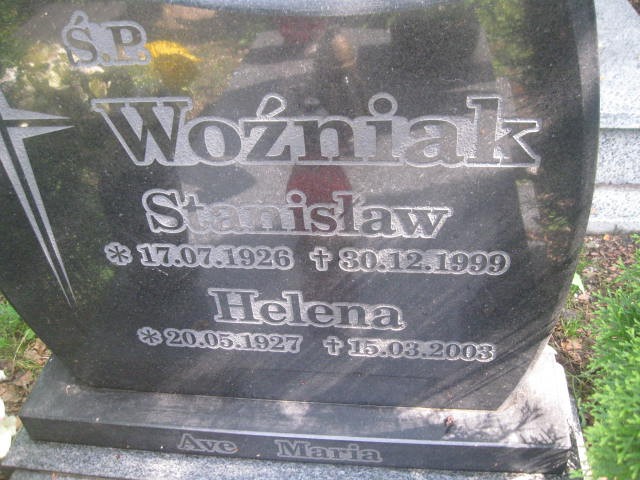 Ś.P.
Woźniak
Stanisław
* 17.07.1926 † 30.12.1999
Helena
* 20.05.1927 † 15.03.2003
Ave Maria